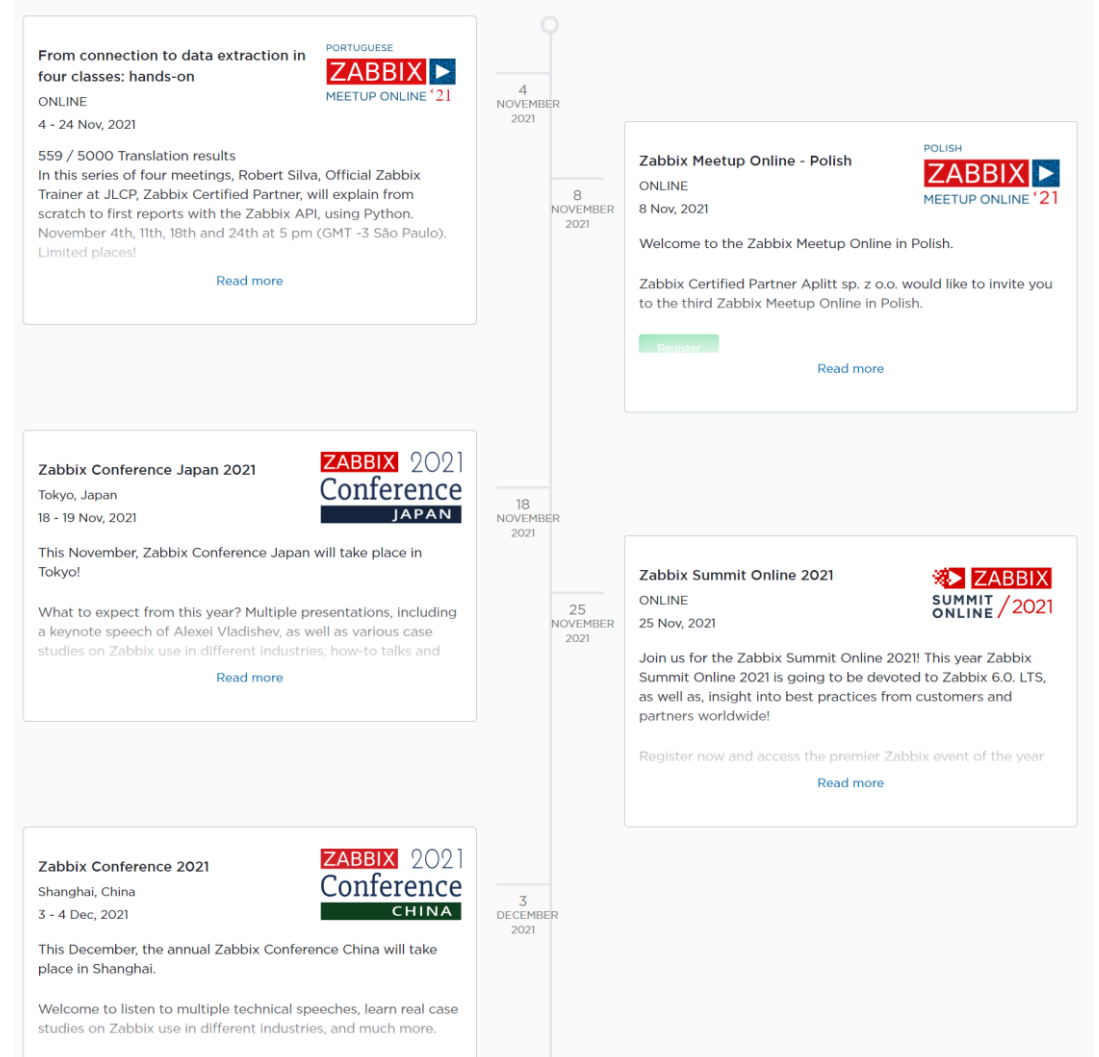 From connection to data extraction in
four classes: hands-on
ONLINE
4 - 24 Nov, 2021
PORTUGUESE
ZABBIX
MEETUP ONLINE '21
559 / 5000 Translation results
In this series of four meetings, Robert Silva, Official Zabbix
Trainer at JLCP, Zabbix Certified Partner, will explain from
scratch to first reports with the Zabbix API, using Python.
November 4th, 11th, 18th and 24th at 5 pm (GMT -3 São Paulo).
Limited places!
Read more
4
NOVEMBER
2021
8
NOVEMBER
2021
Zabbix Meetup Online - Polish
ONLINE
8 Nov, 2021
POLISH
ZABBIX
MEETUP ONLINE '21
Welcome to the Zabbix Meetup Online in Polish.
Zabbix Certified Partner Aplitt sp. z o.o. would like to invite you
to the third Zabbix Meetup Online in Polish.
Register
Read more
Zabbix Conference Japan 2021
Tokyo, Japan
18 - 19 Nov, 2021
ZABBIX 2021
Conference
JAPAN
This November, Zabbix Conference Japan will take place in
Tokyo!
What to expect from this year? Multiple presentations, including
a keynote speech of Alexei Vladishev, as well as various case
studies on Zabbix use in different industries, how-to talks and
Read more
18
NOVEMBER
2021
25
NOVEMBER
2021
Zabbix Summit Online 2021
ONLINE
25 Nov, 2021
ZABBIX
SUMMIT
ONLINE /2021
Join us for the Zabbix Summit Online 2021! This year Zabbix
Summit Online 2021 is going to be devoted to Zabbix 6.0. LTS,
as well as, insight into best practices from customers and
partners worldwide!
Register now and access the premier Zabbix event of the year
Read more
Zabbix Conference 2021
Shanghai, China
3 - 4 Dec, 2021
ZABBIX 2021
Conference
CHINA
This December, the annual Zabbix Conference China will take
place in Shanghai.
Welcome to listen to multiple technical speeches, learn real case
studies on Zabbix use in different industries, and much more.
3
DECEMBER
2021